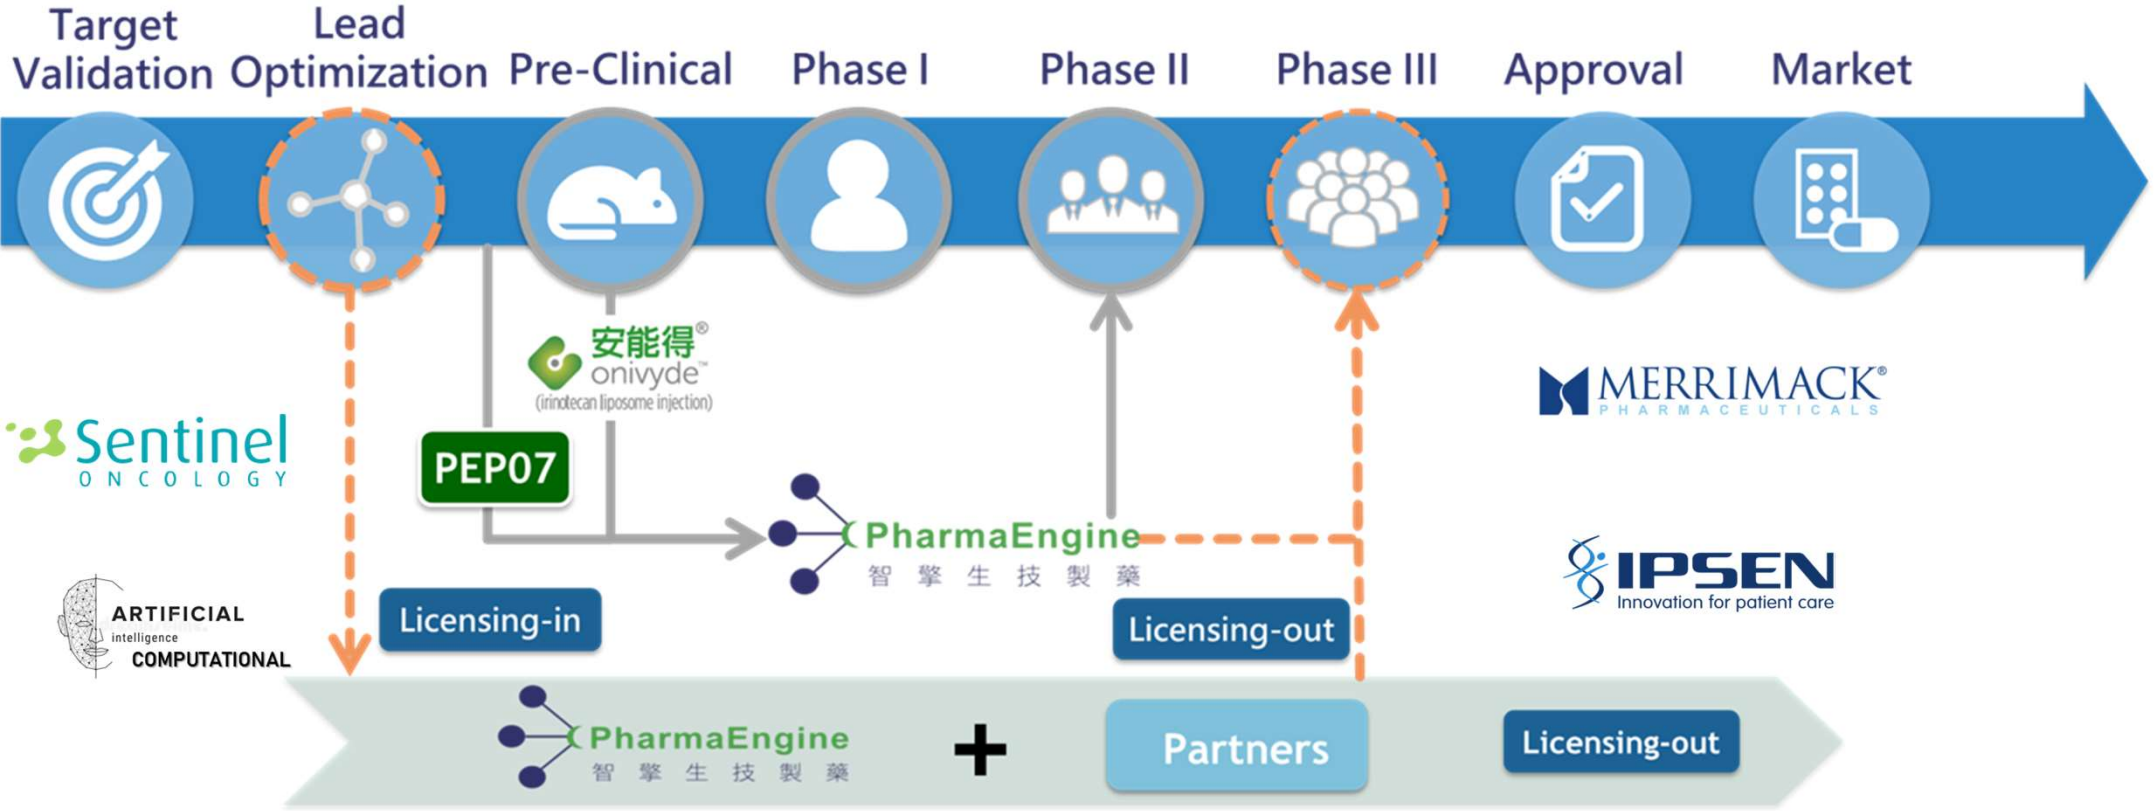 Target
Validation
Lead
Optimization
Pre-Clinical
Phase I
Phase II
Phase III
Approval
Market
安能得®
onivyde™
(irinotecan liposome injection)
MERRIMACK®
PHARMACEUTICALS
Sentinel
ONCOLOGY
PEP07
PharmaEngine
智擎生技製藥
IPSEN
Innovation for patient care
ARTIFICIAL
intelligence
COMPUTATIONAL
Licensing-in
Licensing-out
PharmaEngine
智擎生技製藥
+
Partners
Licensing-out